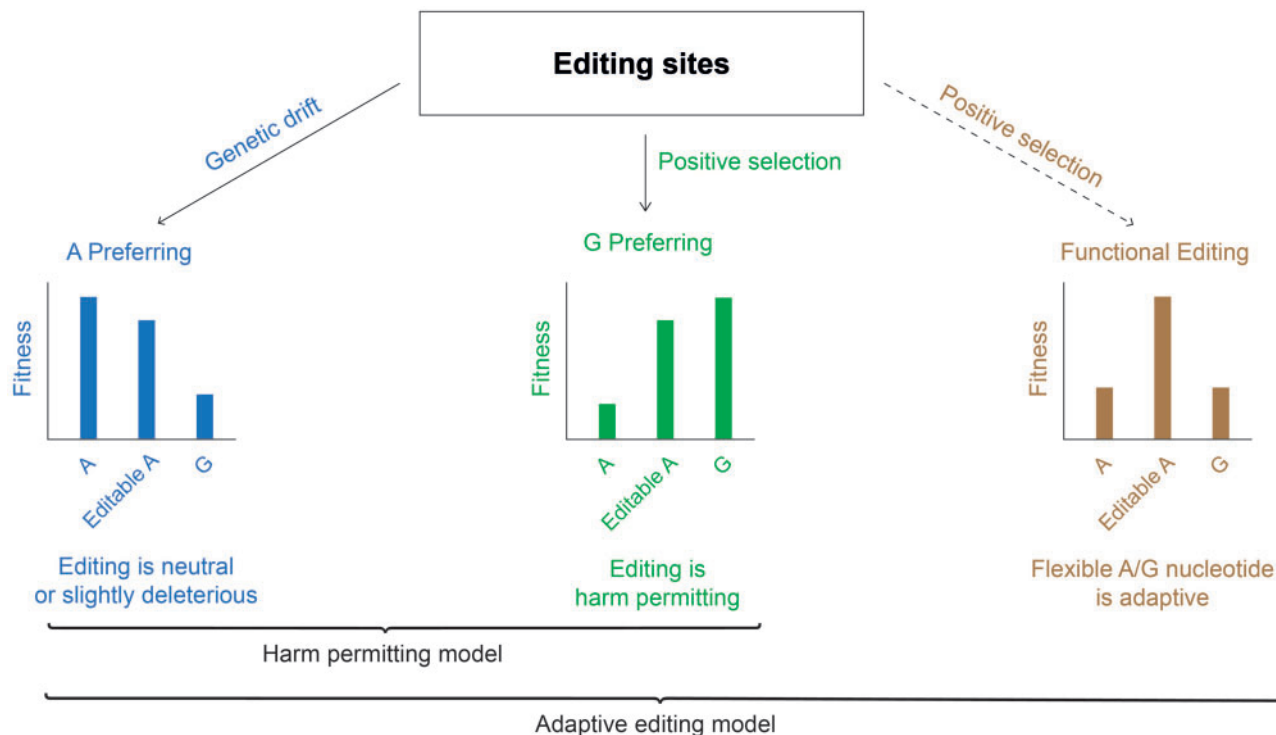 Editing sites
Genetic drift
Positive selection
Positive selection
A Preferring
G Preferring
Functional Editing
Fitness
A
Editable A
G
Fitness
A
Editable A
G
Fitness
A
Editable A
G
Editing is neutral
or slightly deleterious
Editing is
harm permitting
Flexible A/G nucleotide
is adaptive
Harm permitting model
Adaptive editing model